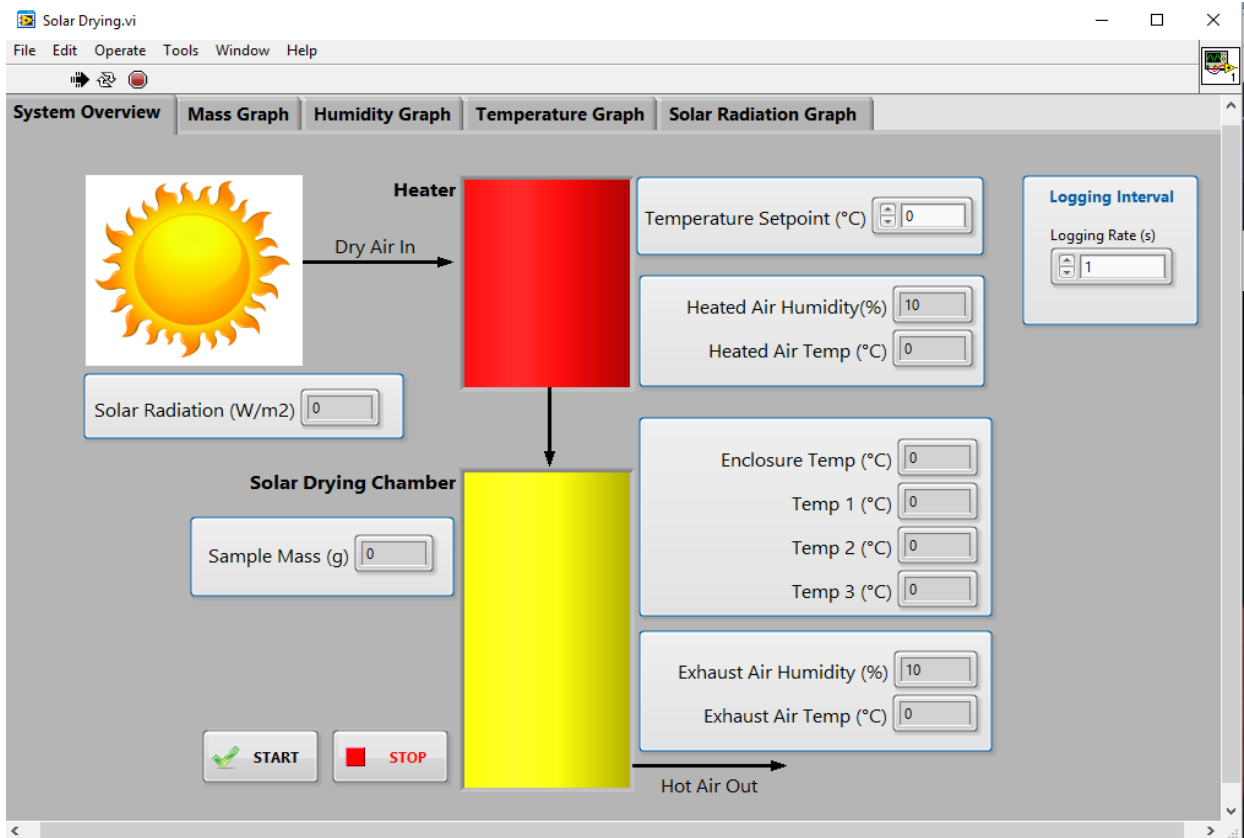 Solar Drying.vi
File Edit Operate Tools Window Help
1
System Overview Mass Graph Humidity Graph Temperature Graph Solar Radiation Graph
Heater
Dry Air In
Temperature Setpoint (°C) 0
Logging Interval
Logging Rate (s)
1
Heated Air Humidity(%) 10
Heated Air Temp (°C) 0
Solar Radiation (W/m2) 0
Solar Drying Chamber
Sample Mass (g) 0
Enclosure Temp (°C) 0
Temp 1 (°C) 0
Temp 2 (°C) 0
Temp 3 (°C) 0
Exhaust Air Humidity (%) 10
Exhaust Air Temp (°C) 0
START STOP
Hot Air Out